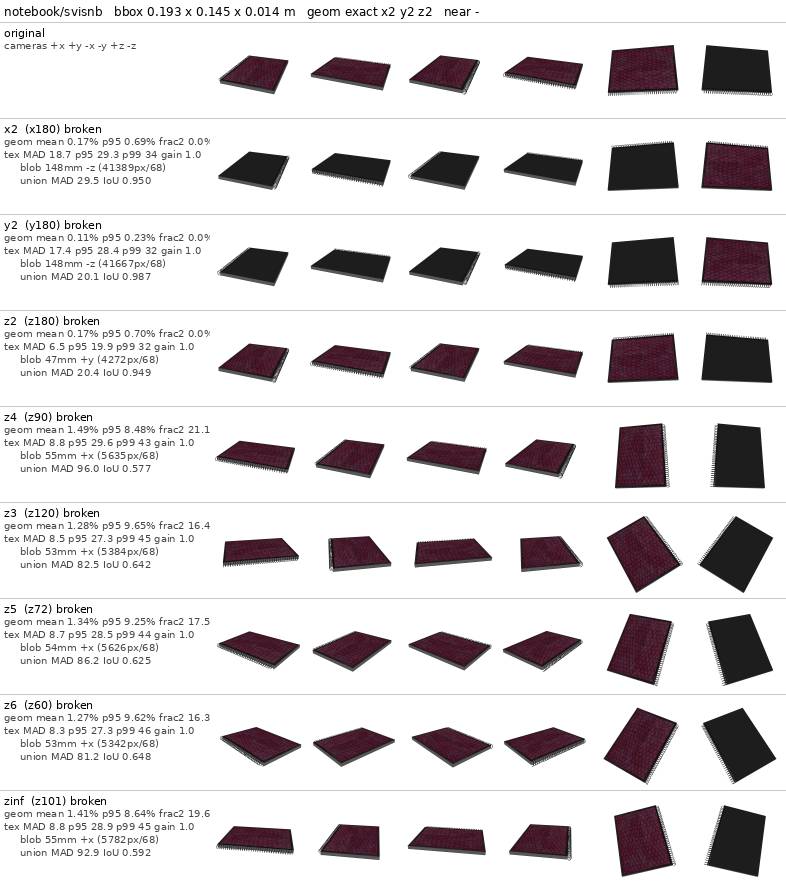 notebook/svisnb bbox 0.193 x 0.145 x 0.014 m geom exact x2 y2 z2 near -
original
cameras +x +y -x -y +z -z
x2 (x180) broken
geom mean 0.17% p95 0.69% frac2 0.0%
tex MAD 18.7 p95 29.3 p99 34 gain 1.0
blob 148mm -z (41389px/68)
union MAD 29.5 IoU 0.950
y2 (y180) broken
geom mean 0.11% p95 0.23% frac2 0.0%
tex MAD 17.4 p95 28.4 p99 32 gain 1.0
blob 148mm -z (41667px/68)
union MAD 20.1 IoU 0.987
z2 (z180) broken
geom mean 0.17% p95 0.70% frac2 0.0%
tex MAD 6.5 p95 19.9 p99 32 gain 1.0
blob 47mm +y (4272px/68)
union MAD 20.4 IoU 0.949
z4 (z90) broken
geom mean 1.49% p95 8.48% frac2 21.1
tex MAD 8.8 p95 29.6 p99 43 gain 1.0
blob 55mm +x (5635px/68)
union MAD 96.0 IoU 0.577
z3 (z120) broken
geom mean 1.28% p95 9.65% frac2 16.4
tex MAD 8.5 p95 27.3 p99 45 gain 1.0
blob 53mm +x (5384px/68)
union MAD 82.5 IoU 0.642
z5 (z72) broken
geom mean 1.34% p95 9.25% frac2 17.5
tex MAD 8.7 p95 28.5 p99 44 gain 1.0
blob 54mm +x (5626px/68)
union MAD 86.2 IoU 0.625
z6 (z60) broken
geom mean 1.27% p95 9.62% frac2 16.3
tex MAD 8.3 p95 27.3 p99 46 gain 1.0
blob 53mm +x (5342px/68)
union MAD 81.2 IoU 0.648
zinf (z101) broken
geom mean 1.41% p95 8.64% frac2 19.6
tex MAD 8.8 p95 28.9 p99 45 gain 1.0
blob 55mm +x (5782px/68)
union MAD 92.9 IoU 0.592